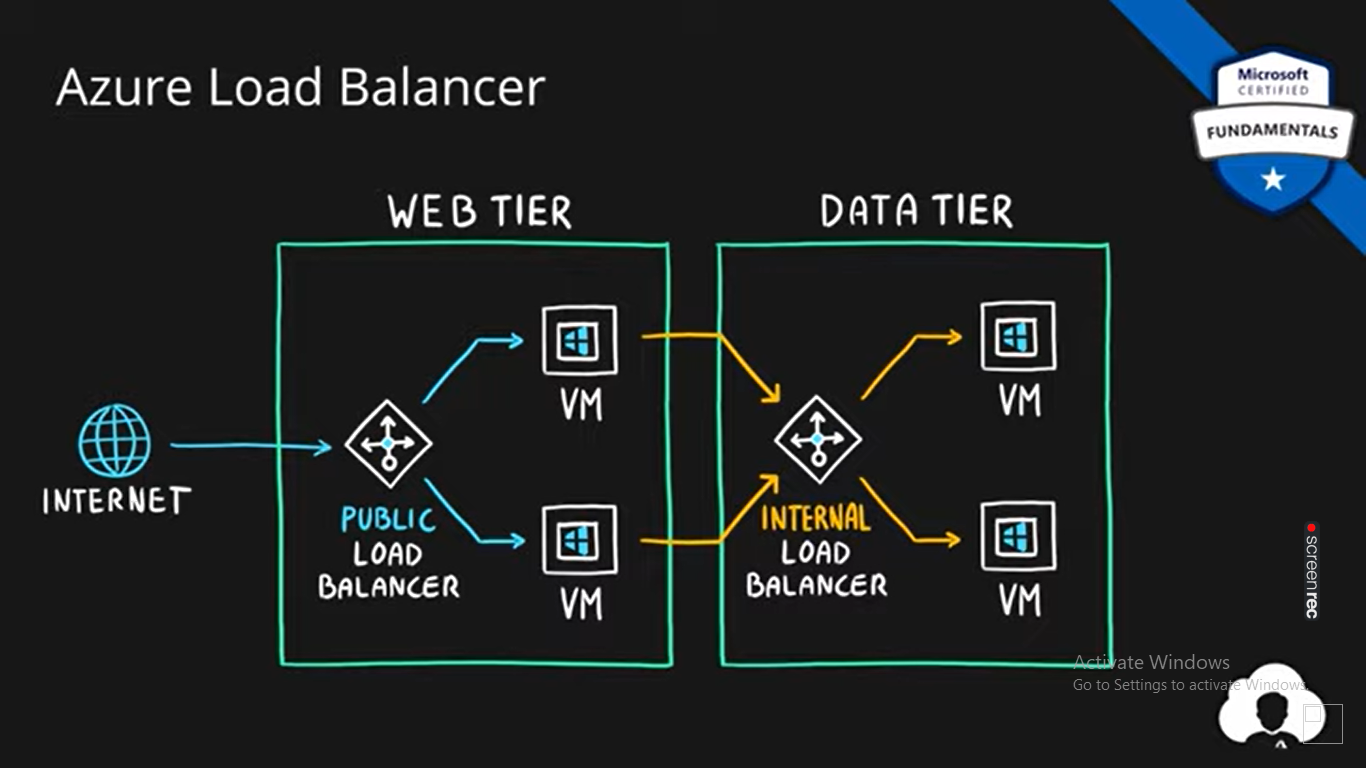 Azure Load Balancer
Microsoft
CERTIFIED
FUNDAMENTALS
WEB TIER
DATA TIER
VM
VM
INTERNET
PUBLIC
LOAD
BALANCER
INTERNAL
LOAD
BALANCER
VM
VM
screenrec
Activate Windows
Go to Settings to activate Windows.